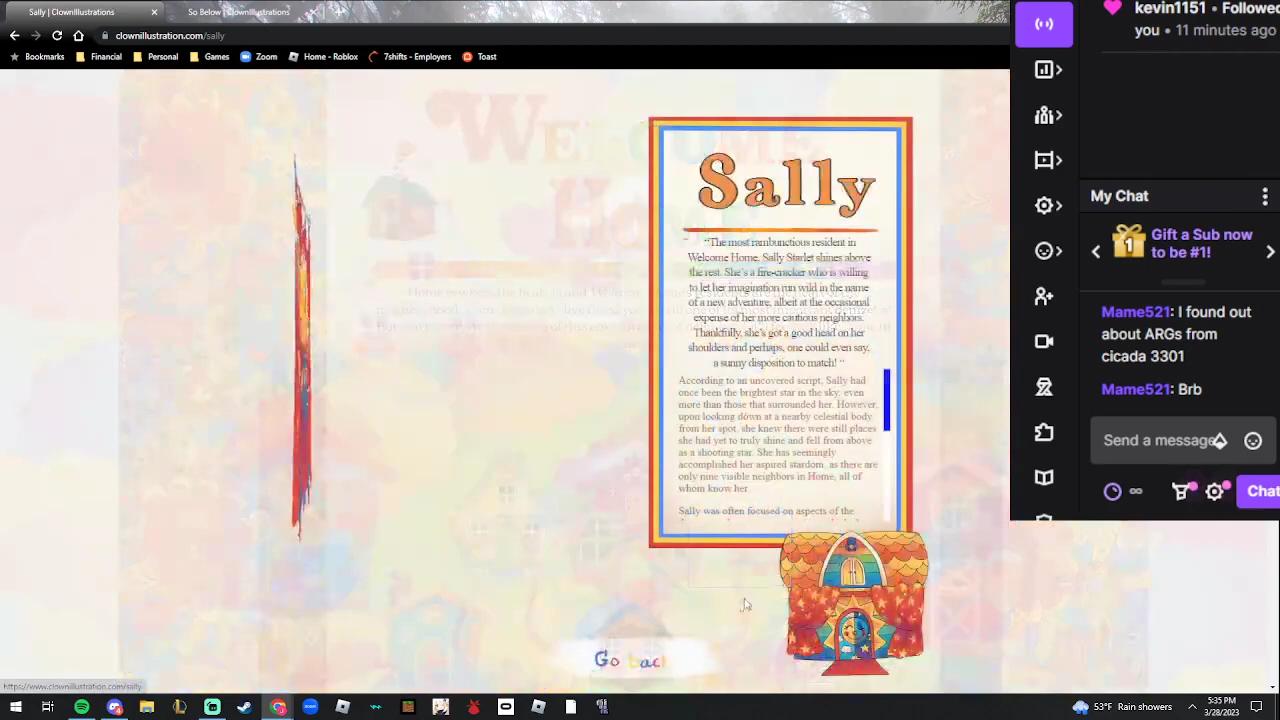 Sally | ClownIllustrations
So Below | ClownIllustrations
clownillustration.com/sally
Bookmarks
Financial
Personal
Games
Zoom
Home - Roblox
7shifts - Employers
Toast
WELCOME
HOME
Sally
"The most rambunctious resident in
Welcome Home, Sally Starlet shines above
the rest. She's a fire-cracker who is willing
to let her imagination run wild in the name
of a new adventure, albeit at the occasional
expense of her more cautious neighbors.
Thankfully, she's got a good head on her
shoulders and perhaps, one could even say,
a sunny disposition to match! "
According to an uncovered script, Sally had
once been the brightest star in the sky, even
more than those that surrounded her. However,
upon looking down at a nearby celestial body
from her spot, she knew there were still places
she had yet to truly shine and fell from above
as a shooting star. She has seemingly
accomplished her aspired stardom, as there are
only nine visible neighbors in Home, all of
whom know her.
Sally was often focused on aspects of the
Go back
https://www.clownillustration.com/sally
kevin1151 • Followed
you • 11 minutes ago
My Chat
Gift a Sub now
to be #1!
1
Mame521: I found out
about ARGs from
cicada 3301
Mame521: Brb
Send a message
Chat
53°F Rain showers
5:35 PM
3/28/2023